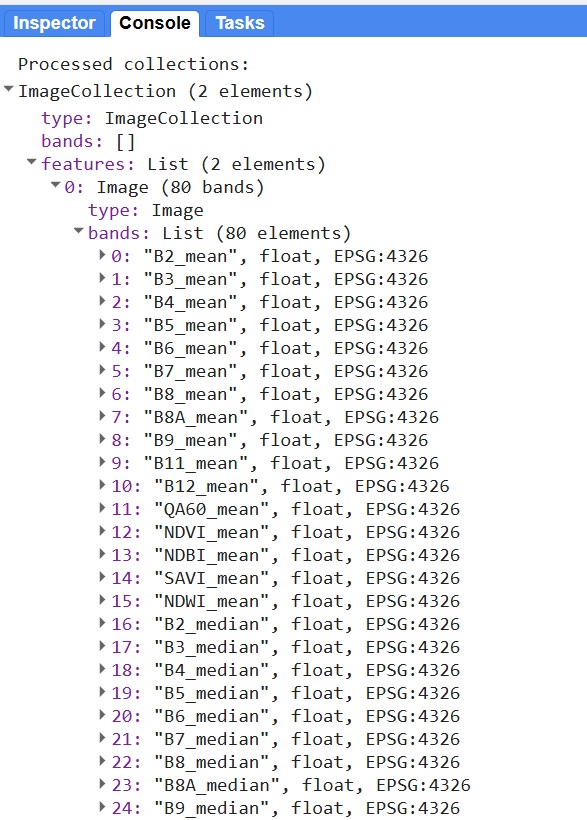 Inspector Console Tasks
Processed collections:
ImageCollection (2 elements)
type: ImageCollection
bands: []
features: List (2 elements)
0: Image (80 bands)
type: Image
bands: List (80 elements)
0: "B2_mean", float, EPSG:4326
1: "B3_mean", float, EPSG:4326
2: "B4_mean", float, EPSG:4326
3: "B5_mean", float, EPSG:4326
4: "B6_mean", float, EPSG:4326
5: "B7_mean", float, EPSG:4326
6: "B8_mean", float, EPSG:4326
7: "B8A_mean", float, EPSG:4326
8: "B9_mean", float, EPSG:4326
9: "B11_mean", float, EPSG:4326
10: "B12_mean", float, EPSG:4326
11: "QA60_mean", float, EPSG:4326
12: "NDVI_mean", float, EPSG:4326
13: "NDBI_mean", float, EPSG:4326
14: "SAVI_mean", float, EPSG:4326
15: "NDWI_mean", float, EPSG:4326
16: "B2_median", float, EPSG:4326
17: "B3_median", float, EPSG:4326
18: "B4_median", float, EPSG:4326
19: "B5_median", float, EPSG:4326
20: "B6_median", float, EPSG:4326
21: "B7_median", float, EPSG:4326
22: "B8_median", float, EPSG:4326
23: "B8A_median", float, EPSG:4326
24: "B9_median", float, EPSG:4326